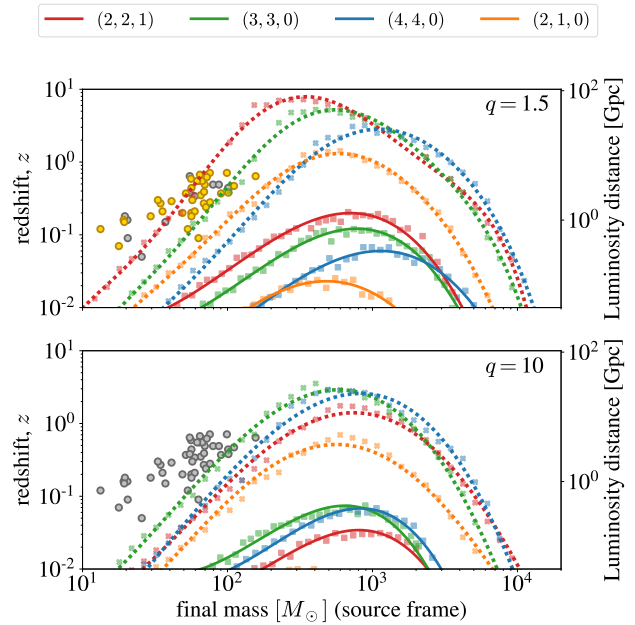 (2, 2, 1) (3, 3, 0) (4, 4, 0) (2, 1, 0)
10^1
10^0
10^-1
10^-2
redshift, z
q = 1.5
10^2
10^0
Luminosity distance [Gpc]
10^1
10^0
10^-1
10^-2
redshift, z
q = 10
10^2
10^0
Luminosity distance [Gpc]
10^1 10^2 10^3 10^4
final mass [M_⊙] (source frame)